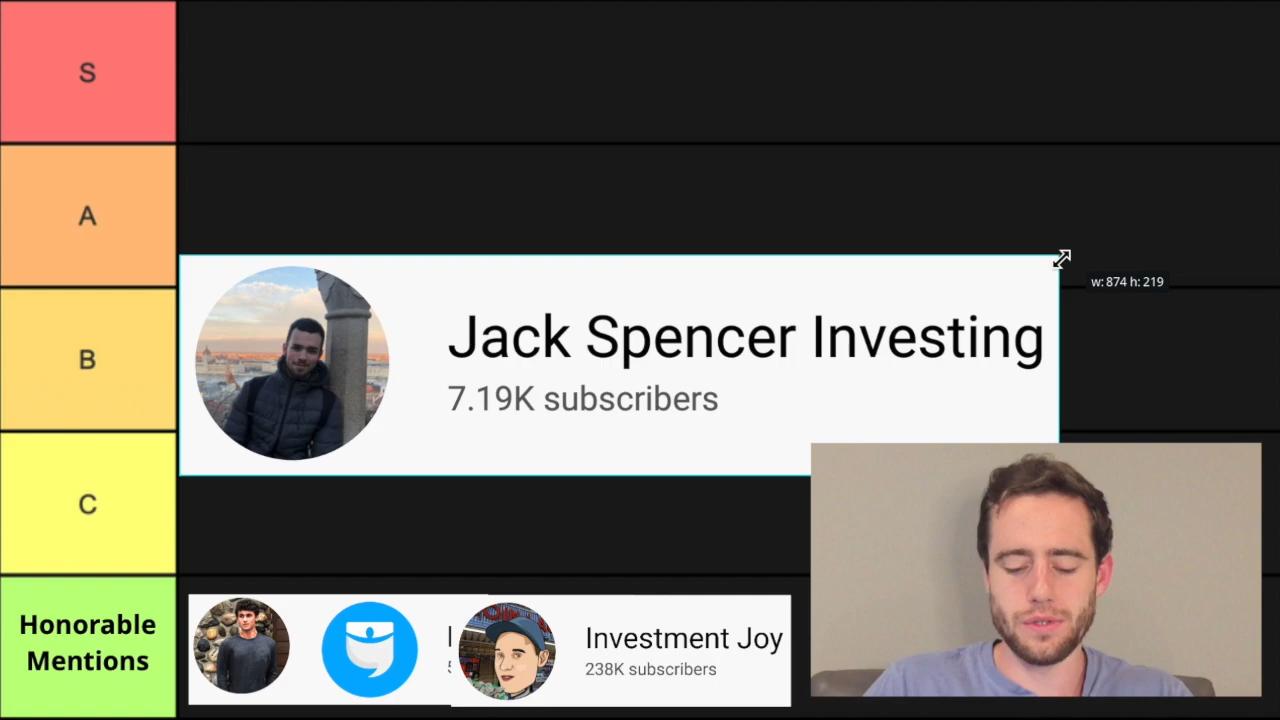 S
A
B
C
Jack Spencer Investing
7.19K subscribers
w: 874 h: 219
Honorable
Mentions
Investment Joy
238K subscribers